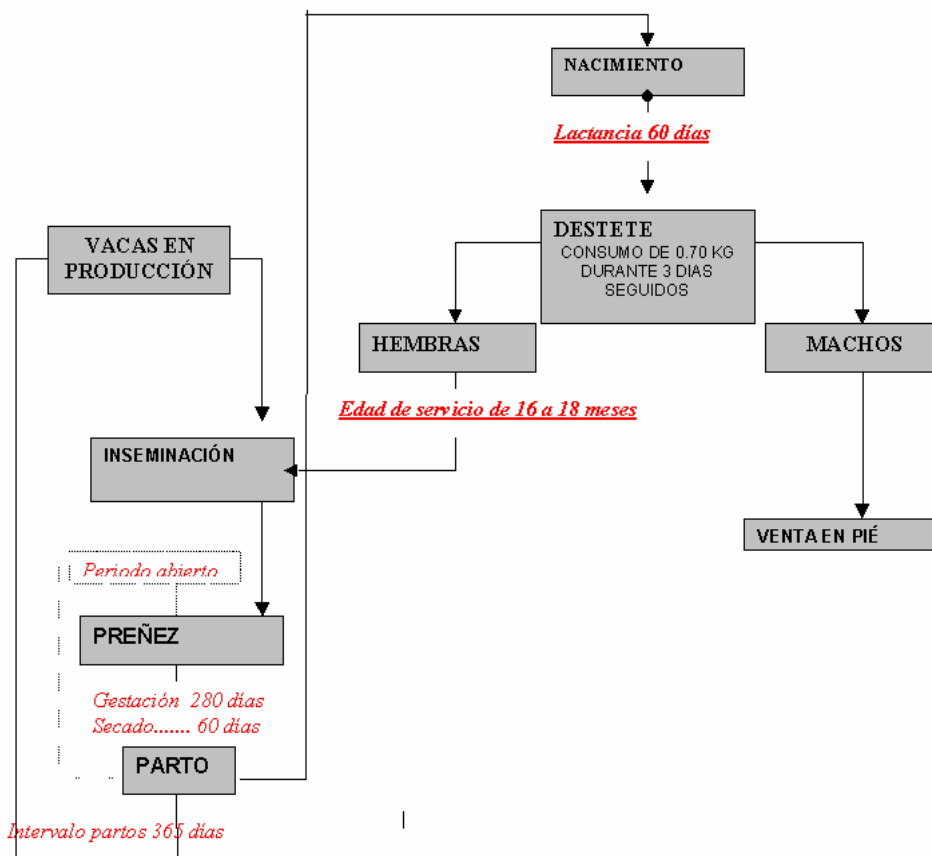 NACIMIENTO
Lactancia 60 días
DESTETE
CONSUMO DE 0.70 KG
DURANTE 3 DIAS
SEGUIDOS
VACAS EN
PRODUCCIÓN
HEMBRAS
MACHOS
Edad de servicio de 16 a 18 meses
INSEMINACIÓN
VENTA EN PIÉ
Periodo abierto
PREÑEZ
Gestación 280 días
Secado....... 60 días
PARTO
Intervalo partos 365 días